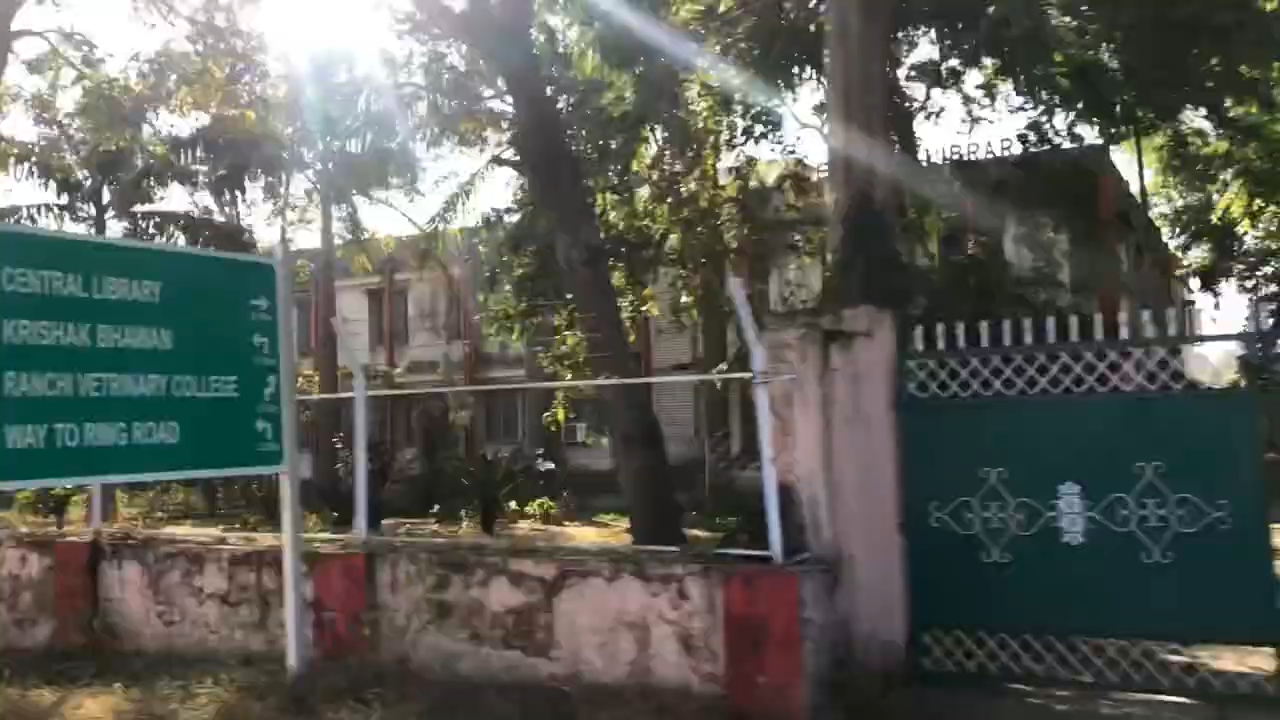 CENTRAL LIBRARY
KRISHAK BHAWAN
RANCHI VETRINARY COLLEGE
WAY TO RING ROAD
LIBRAR